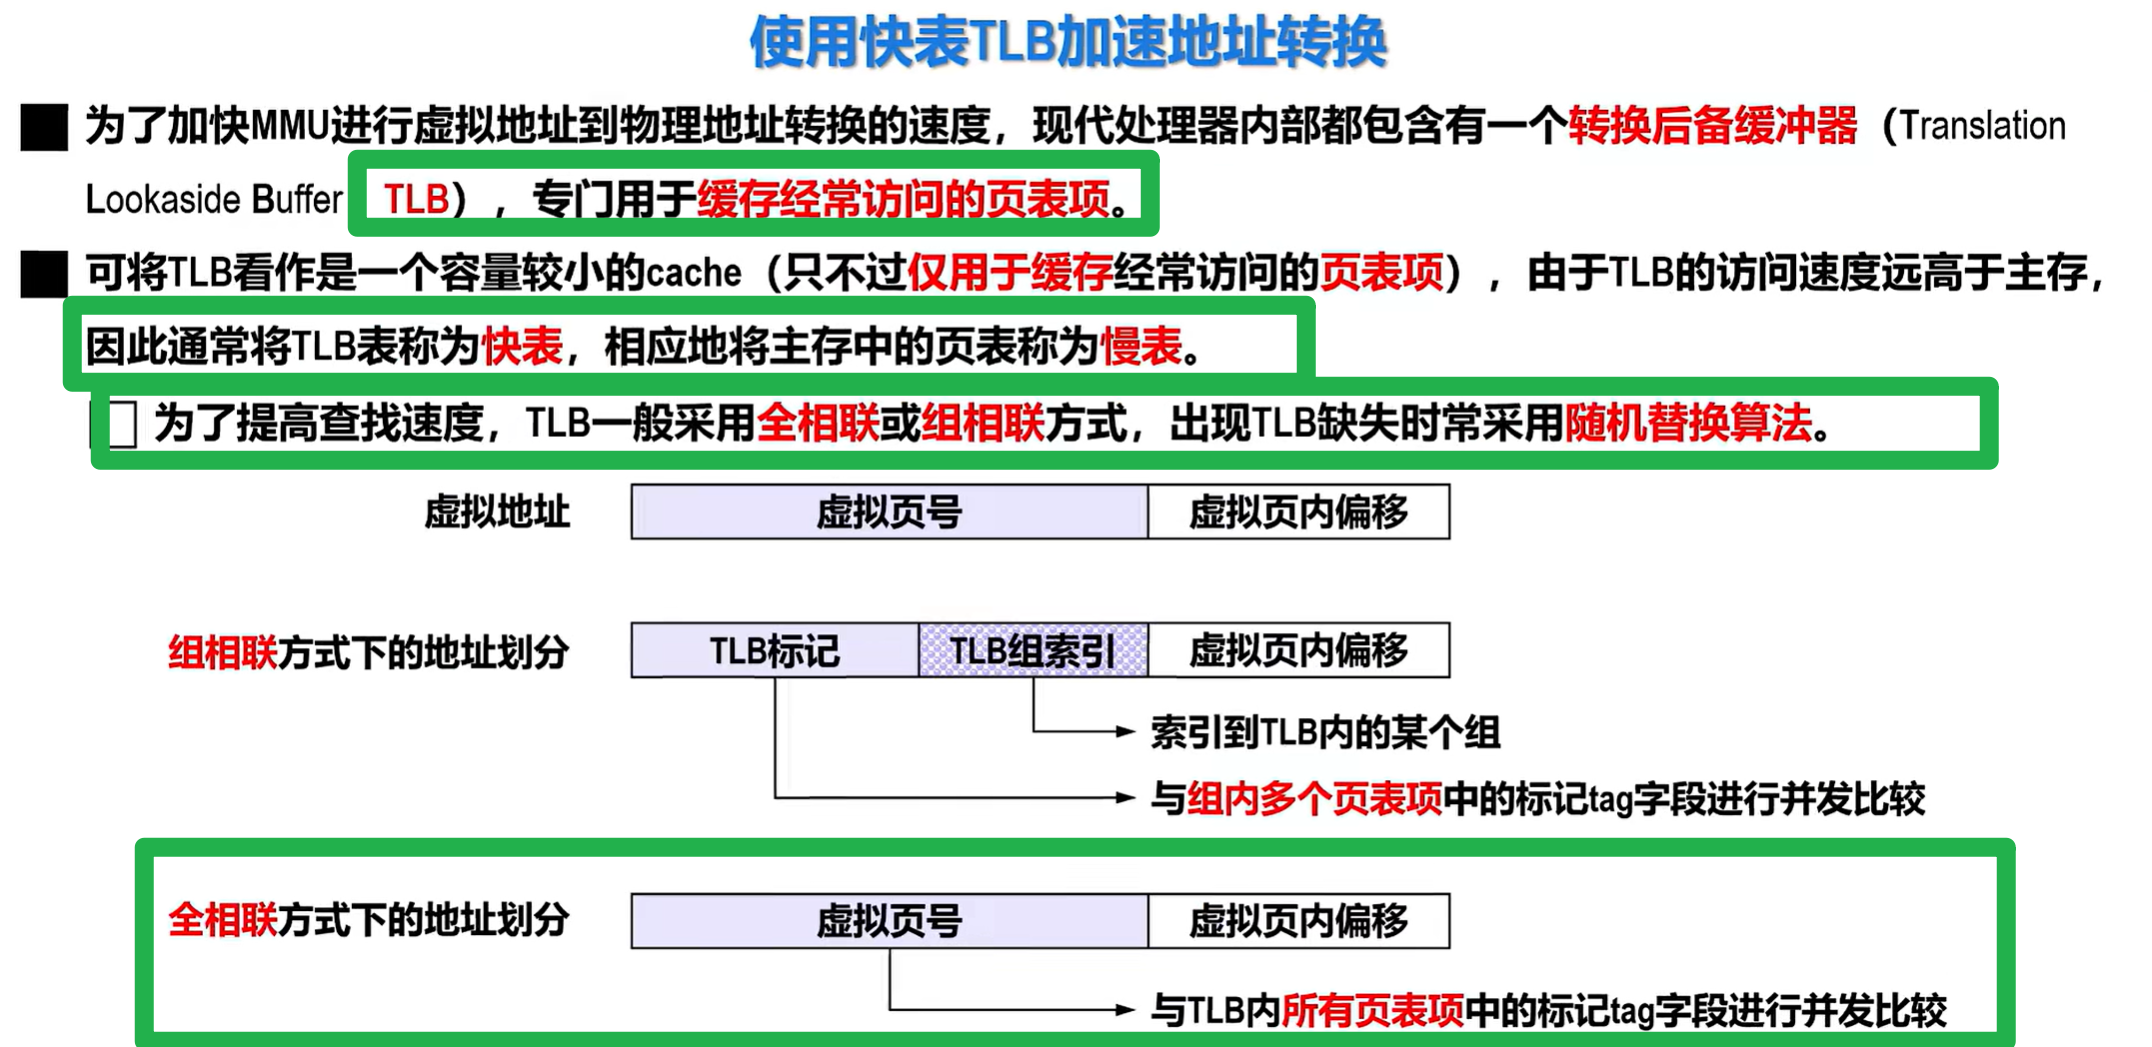 使用快表TLB加速地址转换
为了加快MMU进行虚拟地址到物理地址转换的速度，现代处理器内部都包含有一个转换后备缓冲器（Translation
Lookaside Buffer TLB），专门用于缓存经常访问的页表项。
可将TLB看作是一个容量较小的cache（只不过仅用于缓存经常访问的页表项），由于TLB的访问速度远高于主存，
因此通常将TLB表称为快表，相应地将主存中的页表称为慢表。
为了提高查找速度，TLB一般采用全相联或组相联方式，出现TLB缺失时常采用随机替换算法。
虚拟地址 虚拟页号 虚拟页内偏移
组相联方式下的地址划分 TLB标记 TLB组索引 虚拟页内偏移
索引到TLB内的某个组
与组内多个页表项中的标记tag字段进行并发比较
全相联方式下的地址划分 虚拟页号 虚拟页内偏移
与TLB内所有页表项中的标记tag字段进行并发比较